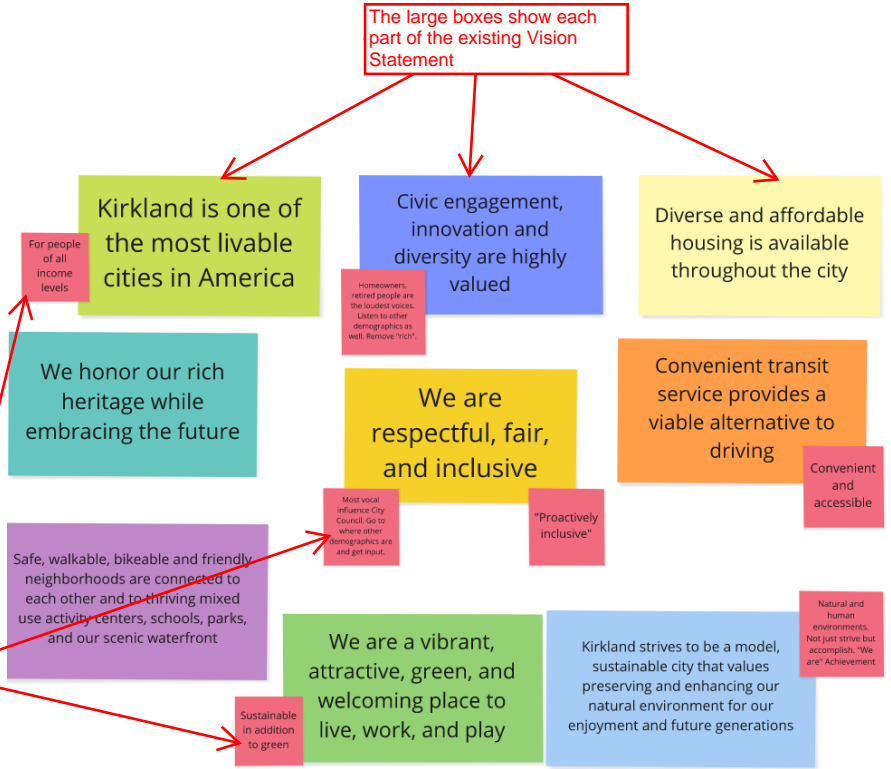 The large boxes show each
part of the existing Vision
Statement
Kirkland is one of
the most livable
cities in America
For people
of all
income
levels
Civic engagement,
innovation and
diversity are highly
valued
Homeowners,
retired people are
the loudest voices.
Listen to other
demographics as
well. Remove "rich".
Diverse and affordable
housing is available
throughout the city
We honor our rich
heritage while
embracing the future
We are
respectful, fair,
and inclusive
Most vocal
influence City
Council. Go to
where other
demographics are
and get input.
"Proactively
inclusive"
Convenient transit
service provides a
viable alternative to
driving
Convenient
and
accessible
Safe, walkable, bikeable and friendly
neighborhoods are connected to
each other and to thriving mixed
use activity centers, schools, parks,
and our scenic waterfront
We are a vibrant,
attractive, green, and
welcoming place to
live, work, and play
Sustainable
in addition
to green
Kirkland strives to be a model,
sustainable city that values
preserving and enhancing our
natural environment for our
enjoyment and future generations
Natural and
human
environments.
Not just strive but
accomplish. "We
are" Achievement